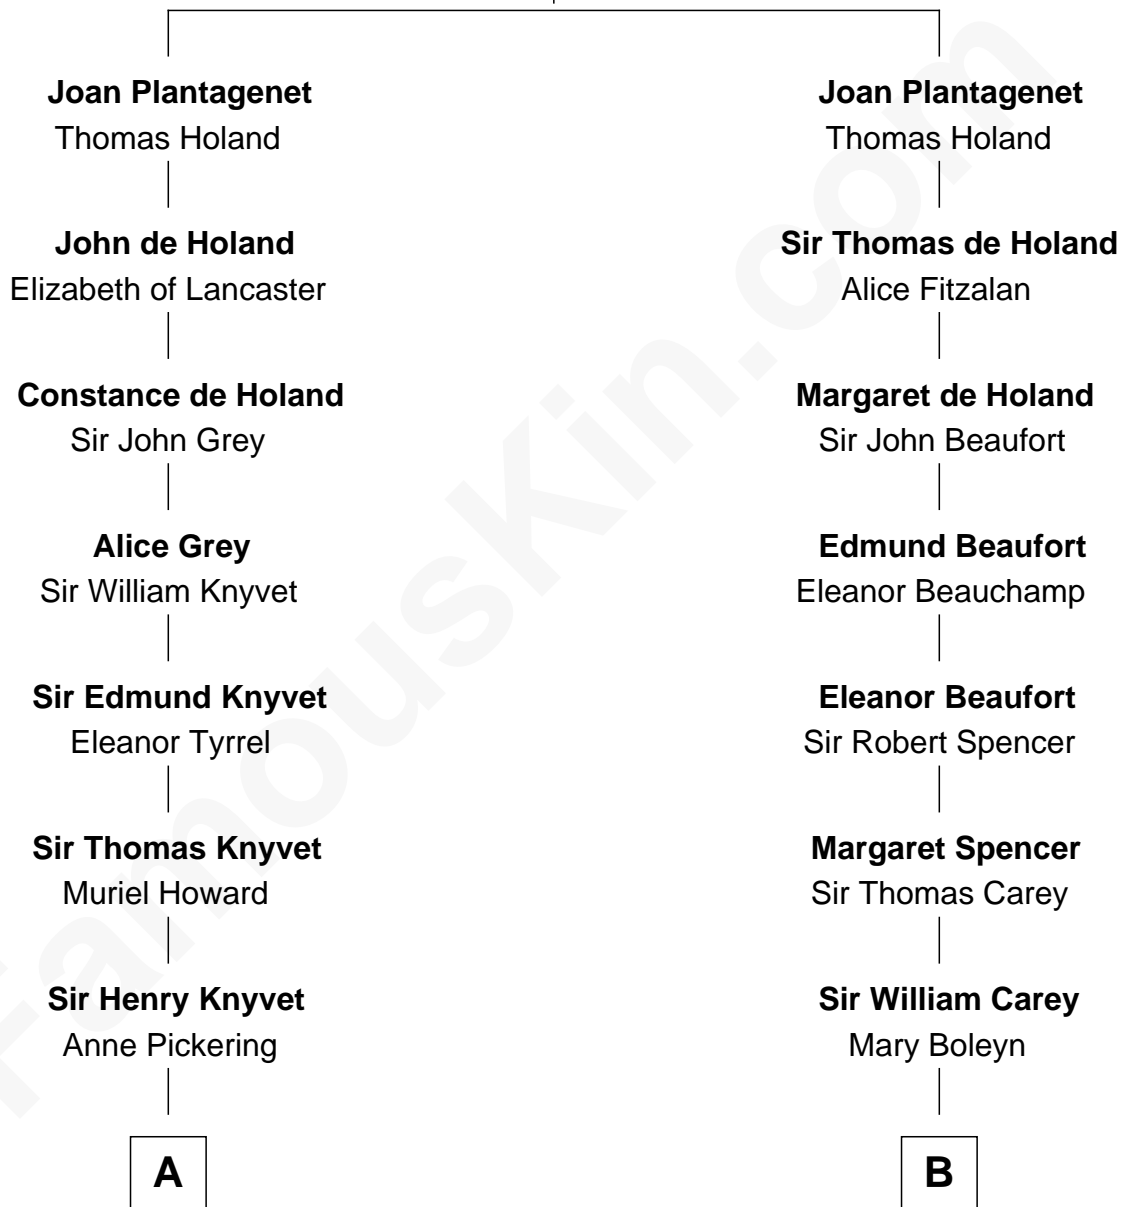 Joan Plantagenet
Thomas Holand
John de Holand
Elizabeth of Lancaster
Constance de Holand
Sir John Grey
Alice Grey
Sir William Knyvet
Sir Edmund Knyvet
Eleanor Tyrrel
Sir Thomas Knyvet
Muriel Howard
Sir Henry Knyvet
Anne Pickering
A
Joan Plantagenet
Thomas Holand
Sir Thomas de Holand
Alice Fitzalan
Margaret de Holand
Sir John Beaufort
Edmund Beaufort
Eleanor Beauchamp
Eleanor Beaufort
Sir Robert Spencer
Margaret Spencer
Sir Thomas Carey
Sir William Carey
Mary Boleyn
B
FamousKin.com